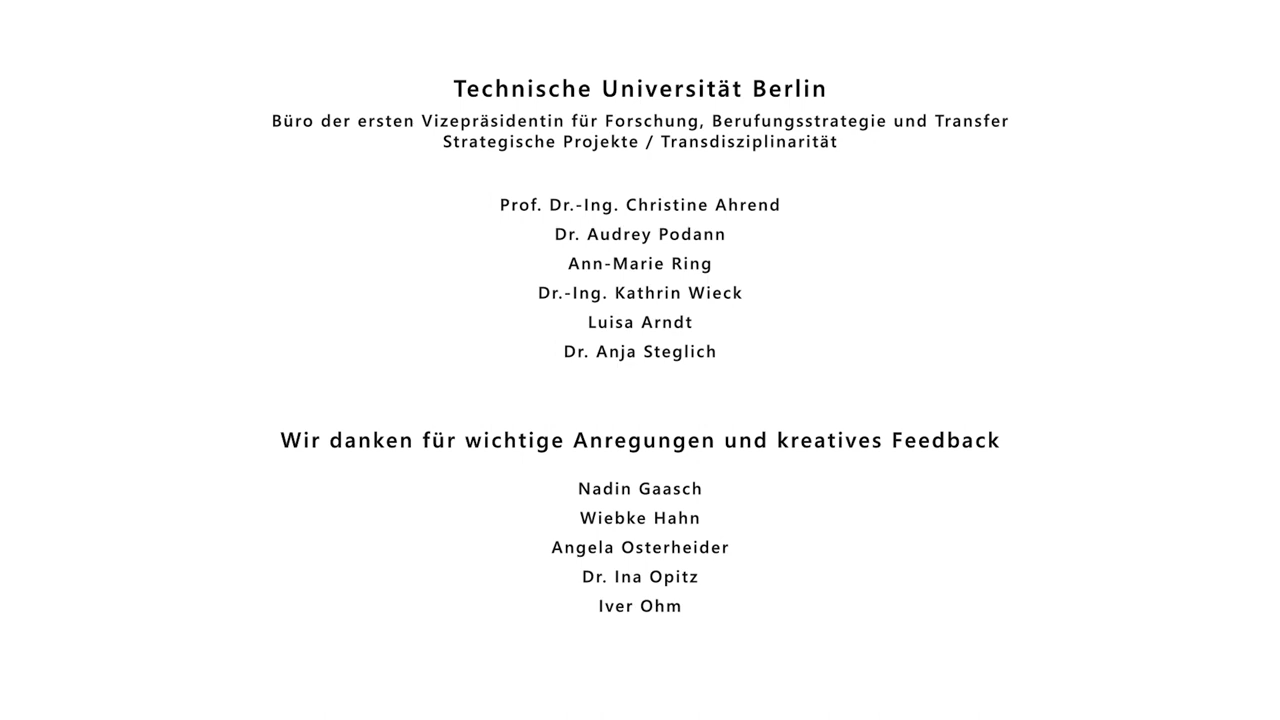 Technische Universität Berlin
Büro der ersten Vizepräsidentin für Forschung, Berufungsstrategie und Transfer
Strategische Projekte / Transdisziplinarität
Prof. Dr.-Ing. Christine Ahrend
Dr. Audrey Podann
Ann-Marie Ring
Dr.-Ing. Kathrin Wieck
Luisa Arndt
Dr. Anja Steglich
Wir danken für wichtige Anregungen und kreatives Feedback
Nadin Gaasch
Wiebke Hahn
Angela Osterheider
Dr. Ina Opitz
Iver Ohm